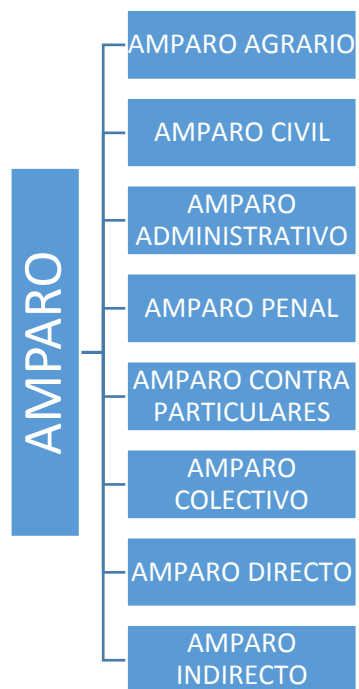 AMPARO
AMPARO AGRARIO
AMPARO CIVIL
AMPARO
ADMINISTRATIVO
AMPARO PENAL
AMPARO CONTRA
PARTICULARES
AMPARO
COLECTIVO
AMPARO DIRECTO
AMPARO
INDIRECTO